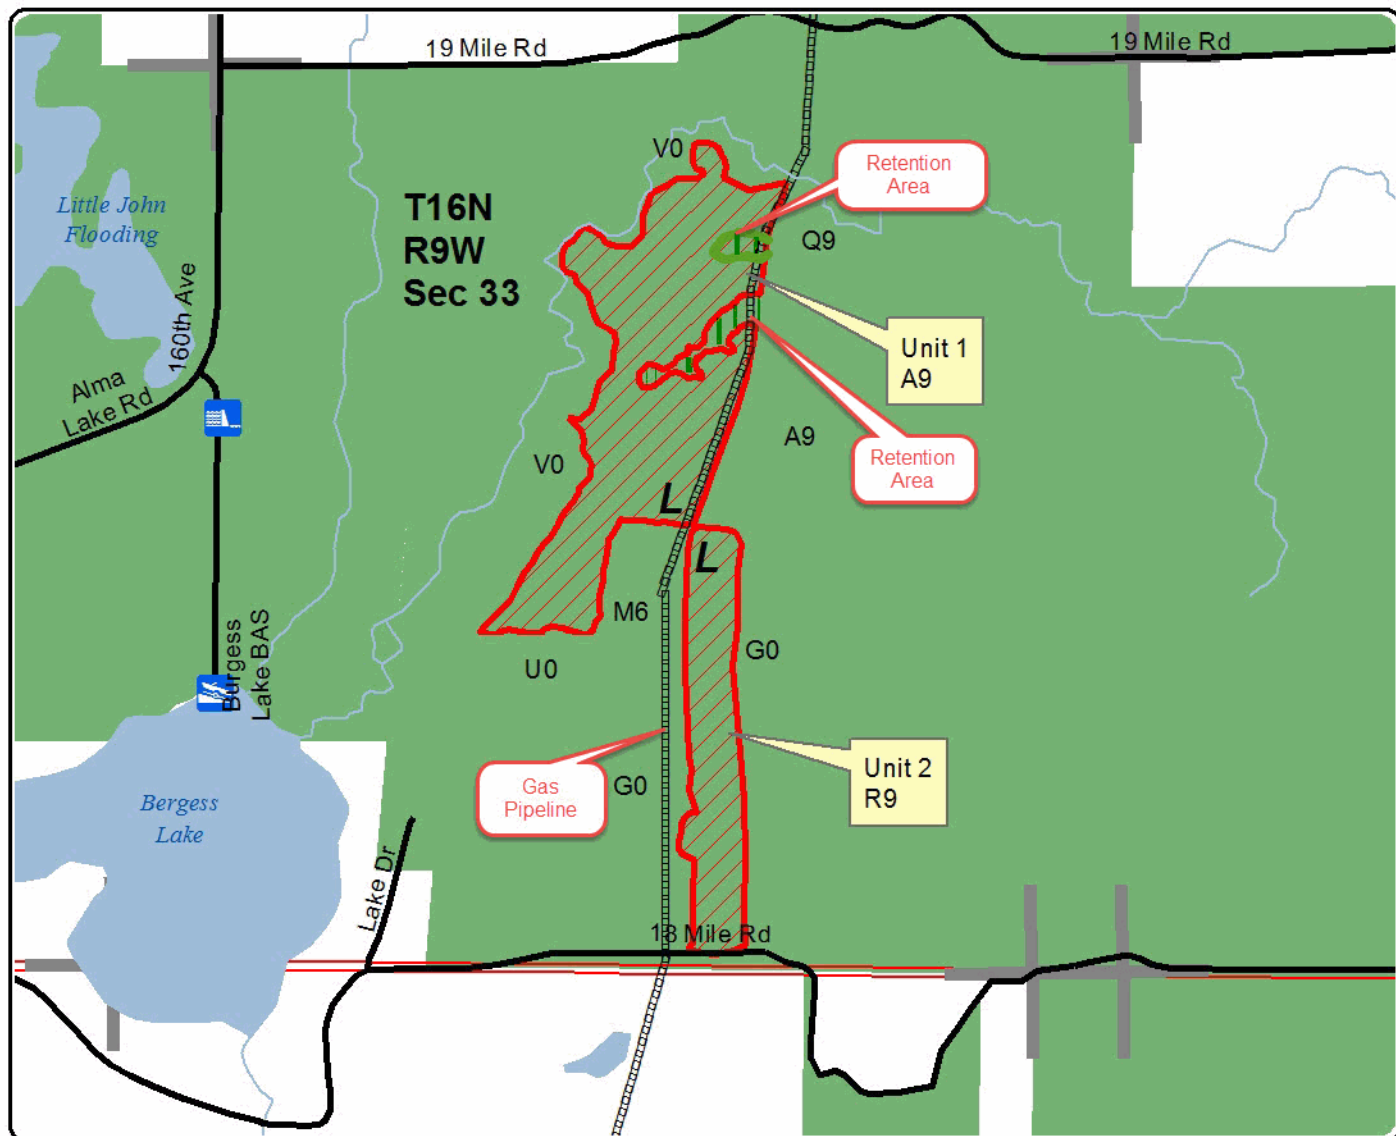 19 Mile Rd
19 Mile Rd
V0
Retention
Area
T16N
R9W
Sec 33
Little John
Flooding
Q9
160th Ave
Unit 1
A9
Alma
Lake Rd
A9
Retention
Area
V0
L
L
M6
Burgess
Lake BAS
U0
G0
Unit 2
R9
Gas
Pipeline
G0
Bergess
Lake
Lake Dr
18 Mile Rd